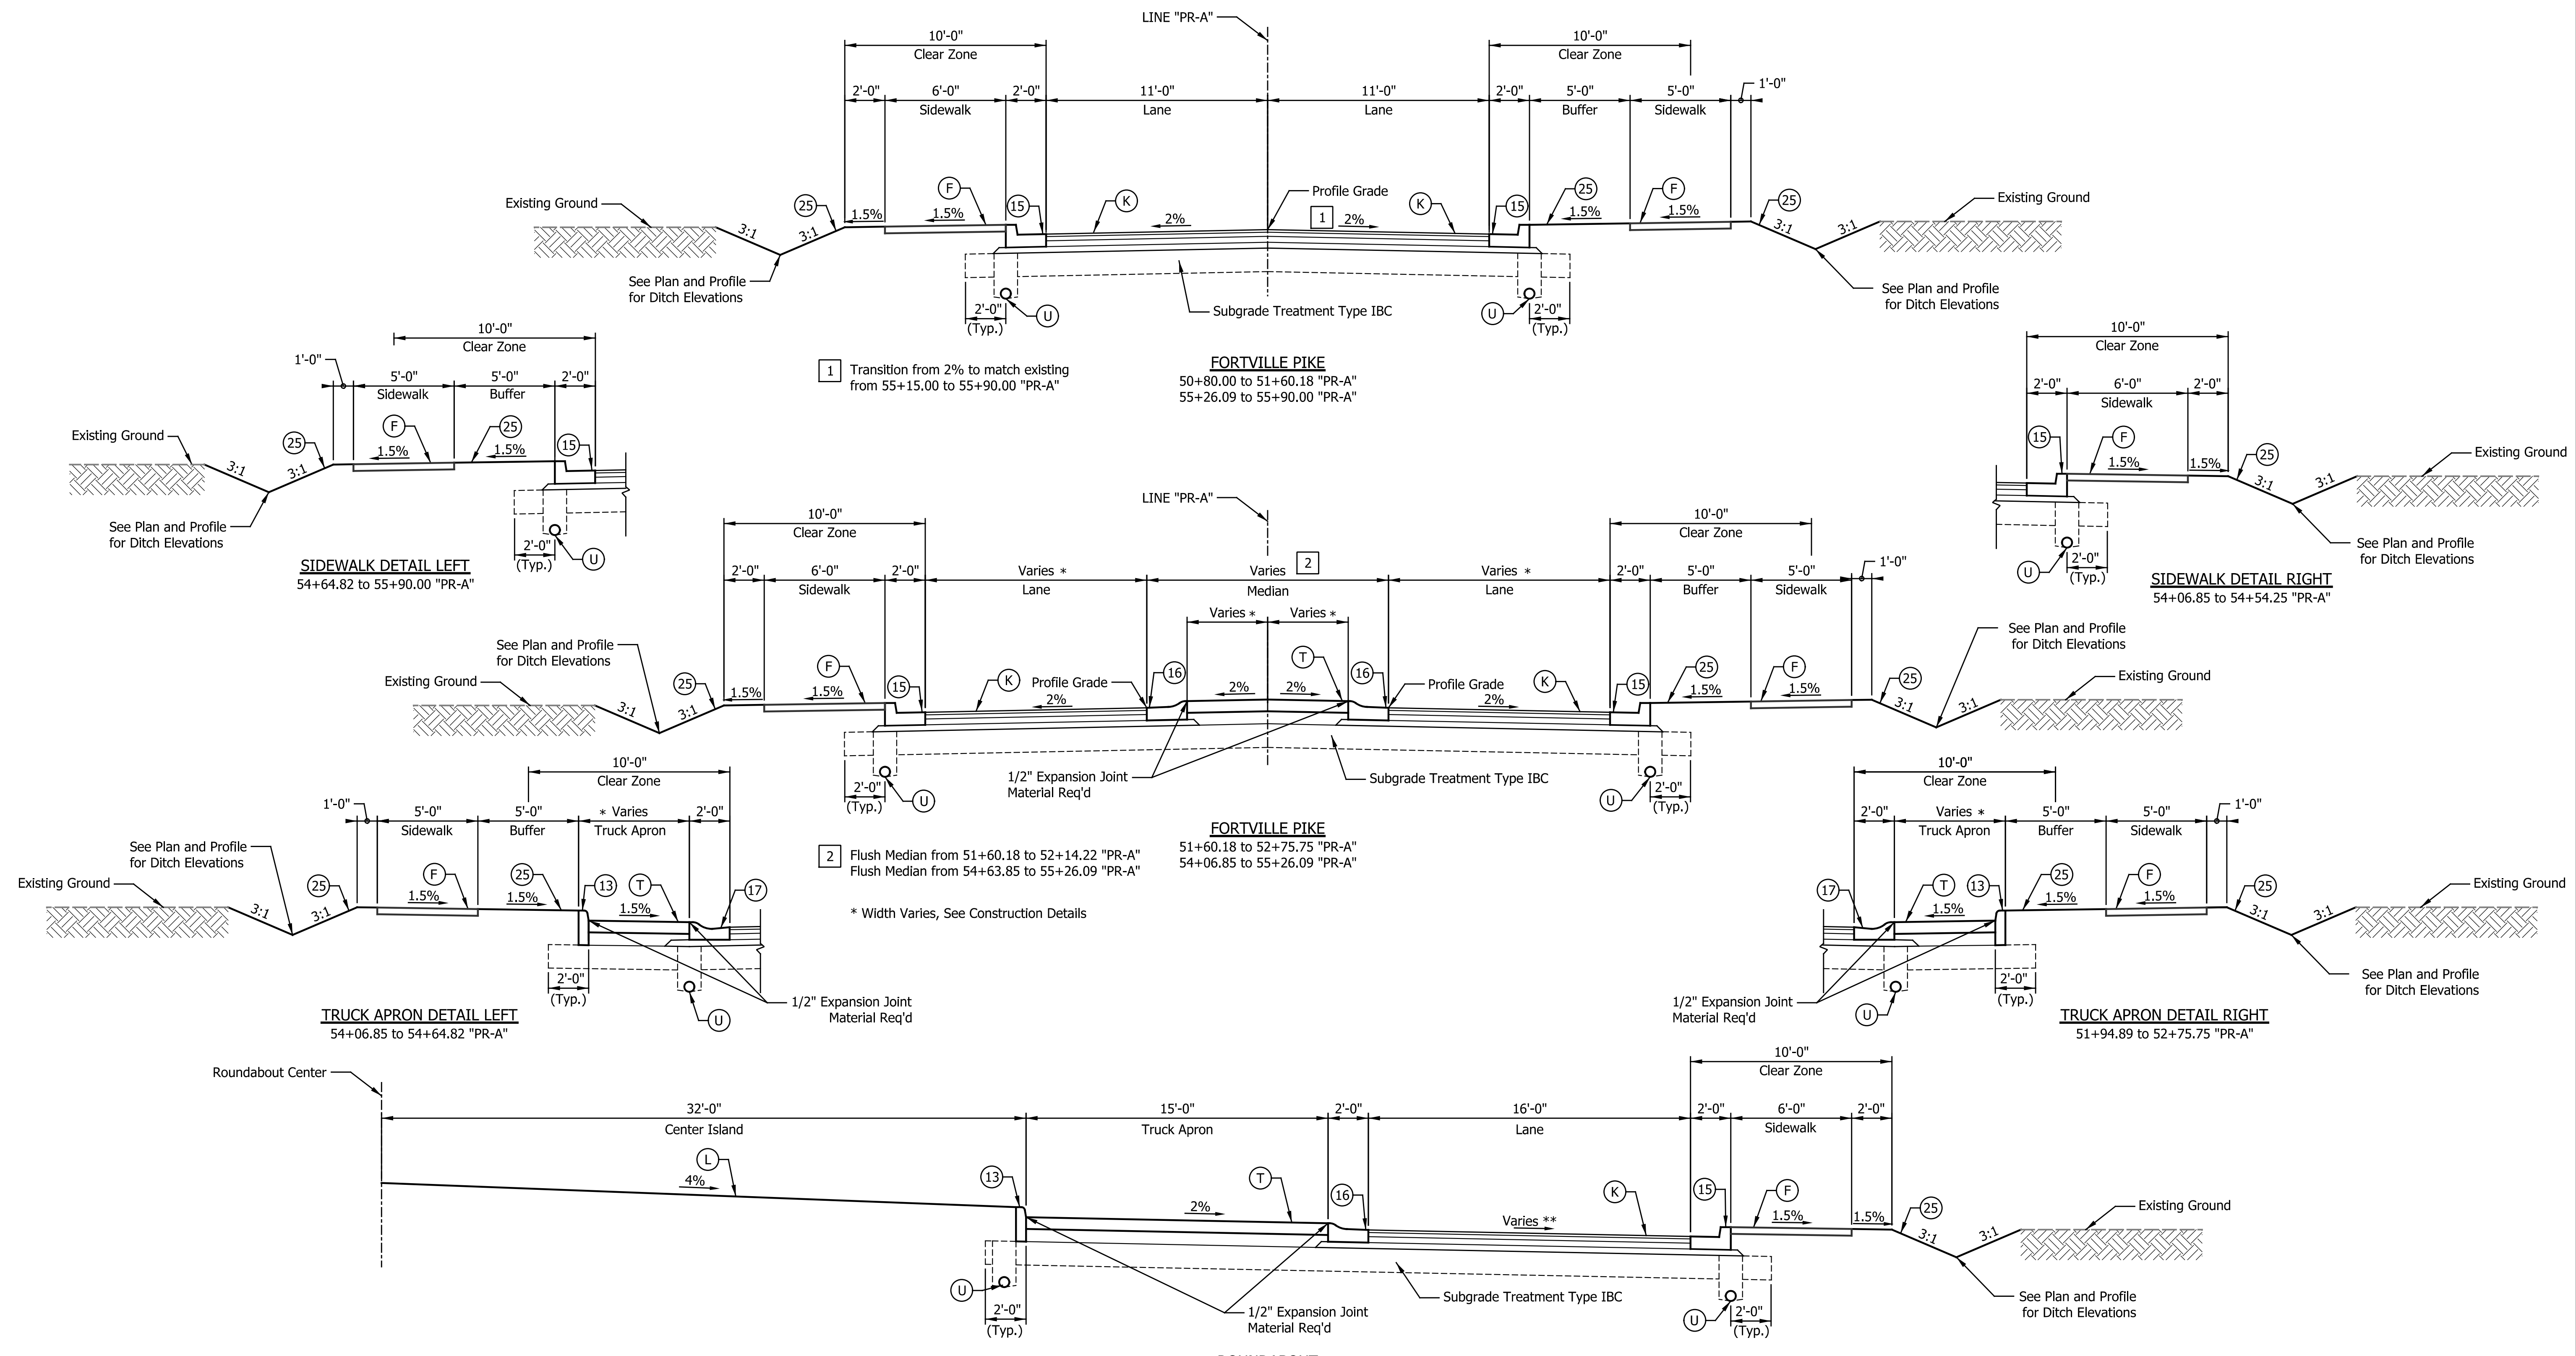 LINE "PR-A"
10'-0"
Clear Zone
10'-0"
Clear Zone
2'-0"
6'-0"
Sidewalk
2'-0"
11'-0"
Lane
11'-0"
Lane
2'-0"
5'-0"
Buffer
5'-0"
Sidewalk
1'-0"
Existing Ground
3:1
3:1
25
1.5%
F
1.5%
15
K
2%
Profile Grade
1
2%
K
15
25
1.5%
F
1.5%
25
3:1
3:1
Existing Ground
See Plan and Profile
for Ditch Elevations
2'-0"
(Typ.)
U
Subgrade Treatment Type IBC
U
2'-0"
(Typ.)
See Plan and Profile
for Ditch Elevations
1 Transition from 2% to match existing
from 55+15.00 to 55+90.00 "PR-A"
FORTVILLE PIKE
50+80.00 to 51+60.18 "PR-A"
55+26.09 to 55+90.00 "PR-A"
10'-0"
Clear Zone
1'-0"
5'-0"
Sidewalk
5'-0"
Buffer
2'-0"
Existing Ground
3:1
3:1
25
F
1.5%
25
1.5%
15
See Plan and Profile
for Ditch Elevations
2'-0"
(Typ.)
U
SIDEWALK DETAIL LEFT
54+64.82 to 55+90.00 "PR-A"
10'-0"
Clear Zone
2'-0"
6'-0"
Sidewalk
2'-0"
15
F
1.5%
1.5%
25
3:1
3:1
Existing Ground
See Plan and Profile
for Ditch Elevations
U
2'-0"
(Typ.)
SIDEWALK DETAIL RIGHT
54+06.85 to 54+54.25 "PR-A"
LINE "PR-A"
10'-0"
Clear Zone
10'-0"
Clear Zone
2'-0"
6'-0"
Sidewalk
2'-0"
Varies *
Lane
Varies
2
Median
Varies *
Lane
2'-0"
5'-0"
Buffer
5'-0"
Sidewalk
1'-0"
Varies *
Varies *
See Plan and Profile
for Ditch Elevations
Existing Ground
3:1
3:1
25
1.5%
F
1.5%
15
K
2%
Profile Grade
16
2%
2%
T
16
Profile Grade
2%
K
15
25
1.5%
F
1.5%
25
3:1
3:1
See Plan and Profile
for Ditch Elevations
Existing Ground
2'-0"
(Typ.)
U
1/2" Expansion Joint
Material Req'd
Subgrade Treatment Type IBC
U
2'-0"
(Typ.)
2 Flush Median from 51+60.18 to 52+14.22 "PR-A"
Flush Median from 54+63.85 to 55+26.09 "PR-A"
* Width Varies, See Construction Details
FORTVILLE PIKE
51+60.18 to 52+75.75 "PR-A"
54+06.85 to 55+26.09 "PR-A"
10'-0"
Clear Zone
1'-0"
5'-0"
Sidewalk
5'-0"
Buffer
* Varies
Truck Apron
2'-0"
See Plan and Profile
for Ditch Elevations
Existing Ground
3:1
3:1
25
F
1.5%
25
1.5%
13
T
1.5%
17
2'-0"
(Typ.)
U
1/2" Expansion Joint
Material Req'd
TRUCK APRON DETAIL LEFT
54+06.85 to 54+64.82 "PR-A"
10'-0"
Clear Zone
2'-0"
Varies *
Truck Apron
5'-0"
Buffer
5'-0"
Sidewalk
1'-0"
17
T
1.5%
13
25
1.5%
F
1.5%
25
3:1
3:1
Existing Ground
See Plan and Profile
for Ditch Elevations
1/2" Expansion Joint
Material Req'd
U
2'-0"
(Typ.)
TRUCK APRON DETAIL RIGHT
51+94.89 to 52+75.75 "PR-A"
Roundabout Center
10'-0"
Clear Zone
32'-0"
Center Island
15'-0"
Truck Apron
2'-0"
16'-0"
Lane
2'-0"
6'-0"
Sidewalk
2'-0"
L
4%
13
2%
T
16
Varies **
K
15
F
1.5%
1.5%
25
3:1
3:1
Existing Ground
U
2'-0"
(Typ.)
1/2" Expansion Joint
Material Req'd
Subgrade Treatment Type IBC
U
2'-0"
(Typ.)
See Plan and Profile
for Ditch Elevations